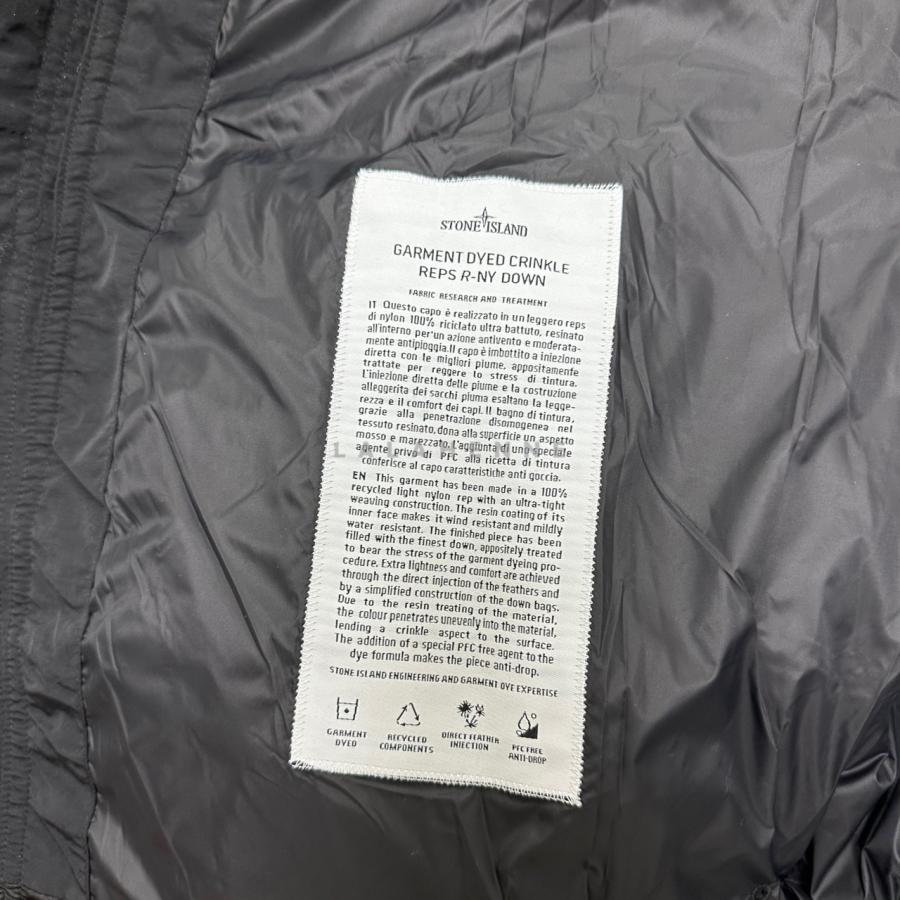 STONE ISLAND
GARMENT DYED CRINKLE
REPS R-NY DOWN
FABRIC RESEARCH AND TREATMENT
IT Questo capo è realizzato in un leggero reps
di nylon 100% riciclato ultra battuto, resinato
all'interno per un'azione antivento e moderata-
mente antipioggia.Il capo è imbottito a iniezione
diretta con le migliori piume, appositamente
trattate per reggere lo stress di tintura.
L'iniezione diretta delle piume e la costruzione
alleggerita dei sacchi piuma esaltano la legge-
rezza e il comfort dei capi. Il bagno di tintura,
grazie alla penetrazione disomogenea nel
tessuto resinato, dona alla superficie un aspetto
mosso e marezzato. L'aggiunta di uno speciale
LALAHENNE
privo di PFC alla ricetta di tintura
conferisce al capo caratteristiche anti goccia.
EN This garment has been made in a 100%
recycled light nylon rep with an ultra-tight
weaving construction. The resin coating of its
inner face makes it wind resistant and mildly
water resistant. The finished piece has been
filled with the finest down, appositely treated
to bear the stress of the garment dyeing pro-
cedure. Extra lightness and comfort are achieved
through the direct injection of the feathers and
by a simplified construction of the down bags.
Due to the resin treating of the material,
the colour penetrates unevenly into the material,
lending a crinkle aspect to the surface.
The addition of a special PFC free agent to the
dye formula makes the piece anti-drop.
STONE ISLAND ENGINEERING AND GARMENT DYE EXPERTISE
GARMENT
DYED
RECYCLED
COMPONENTS
DIRECT FEATHER
INJECTION
PFC FREE
ANTI-DROP